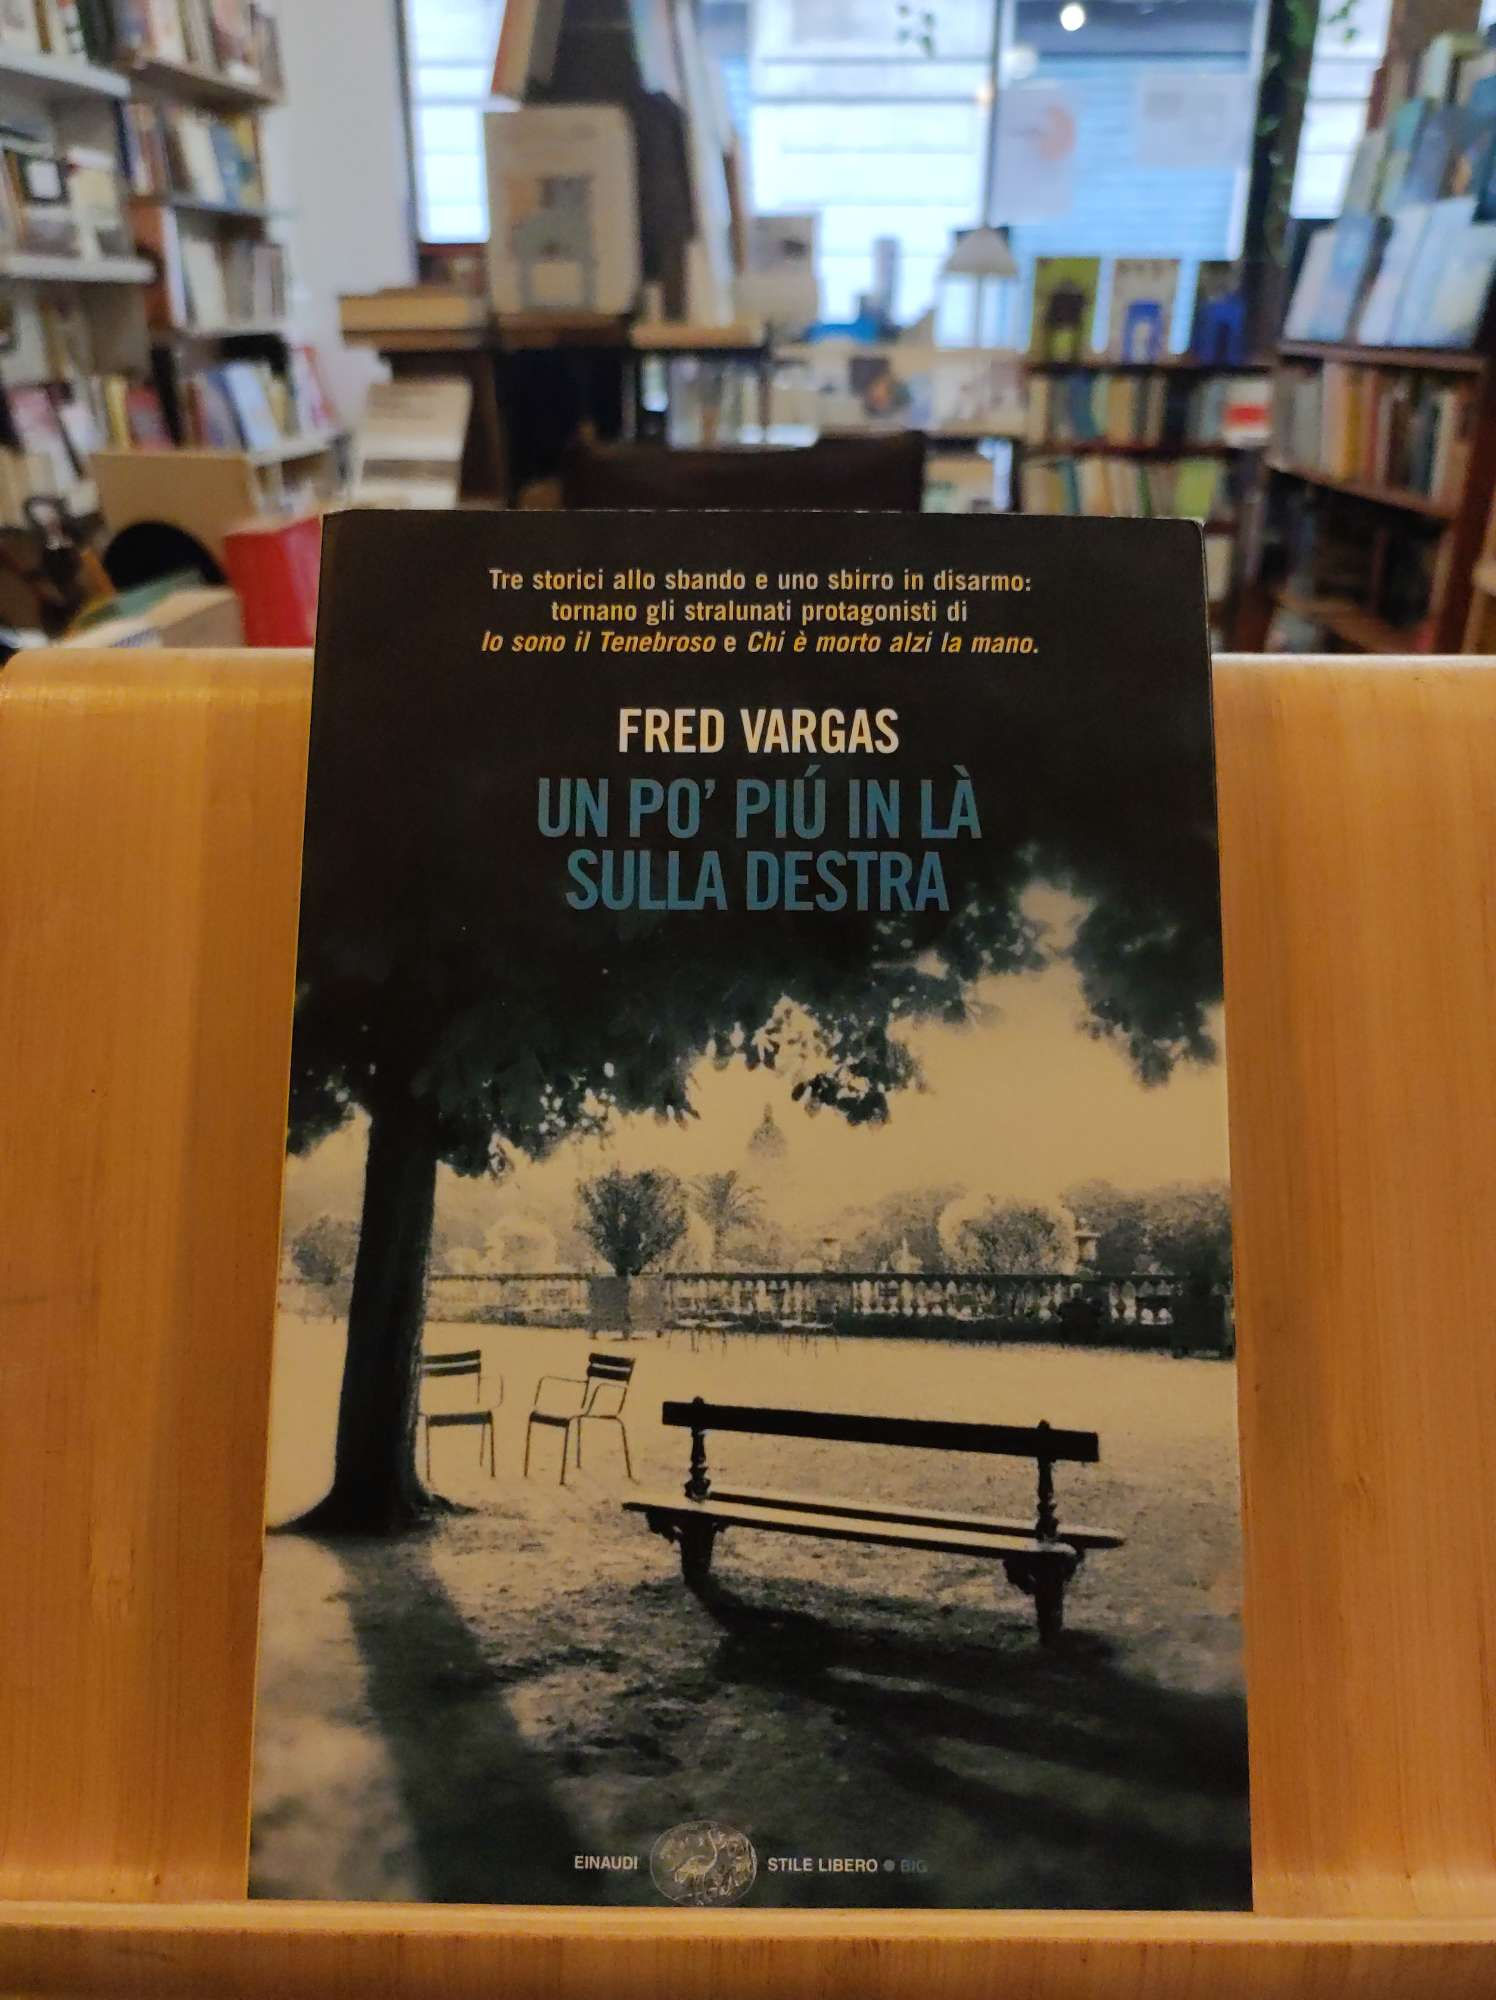 Tre storici allo sbando e uno sbirro in disarmo:
tornano gli stralunati protagonisti di
Io sono il Tenebroso e Chi è morto alzi la mano.
FRED VARGAS
UN PO' PIÚ IN LÀ
SULLA DESTRA
EINAUDI STILE LIBERO ● BIG